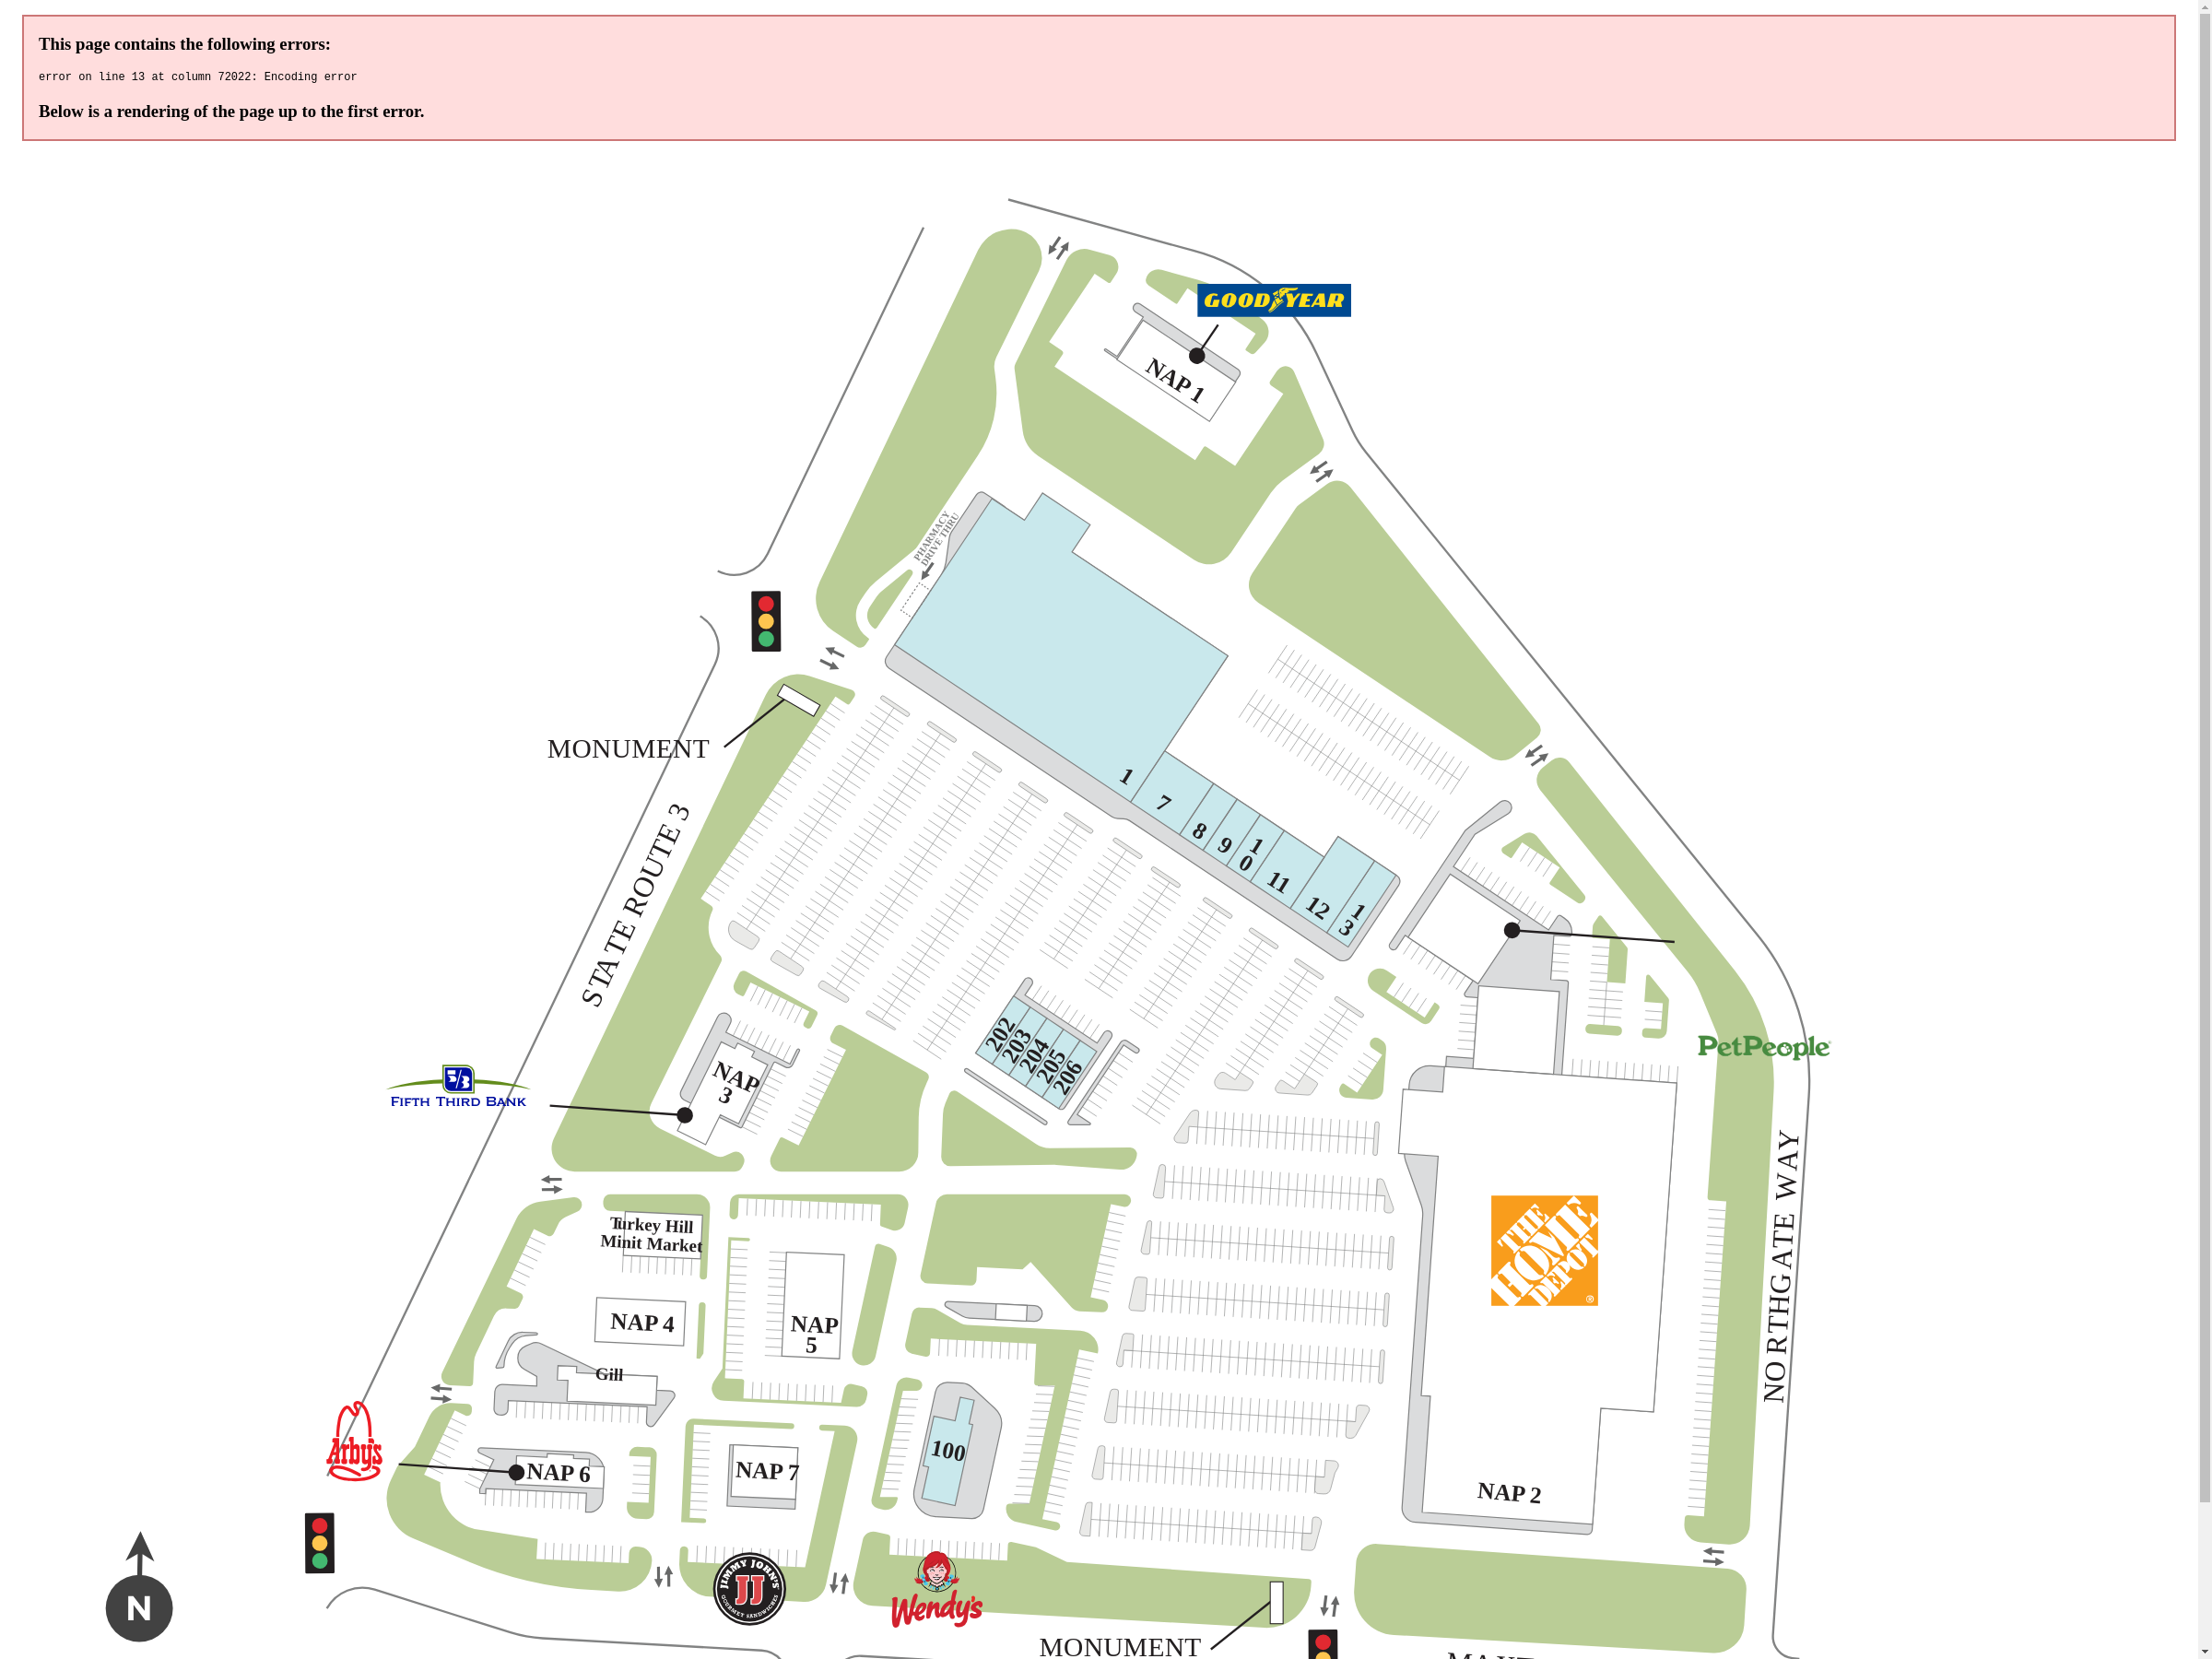 This page contains the following errors:
error on line 13 at column 72022: Encoding error
Below is a rendering of the page up to the first error.
GOODYEAR
NAP 1
PHARMACY
DRIVE THRU
MONUMENT
1
7
8
9
10
11
12
13
STATE ROUTE 3
202
203
204
205
206
NAP
3
PetPeople
5/3
FIFTH THIRD BANK
NORTHGATE WAY
Turkey Hill
Minit Market
THE
HOME
DEPOT
®
NAP 4
NAP
5
Gill
Arby's
100
NAP 6
NAP 7
NAP 2
JIMMY JOHN'S
JJ
GOURMET SANDWICHES
Wendy's
N
MONUMENT